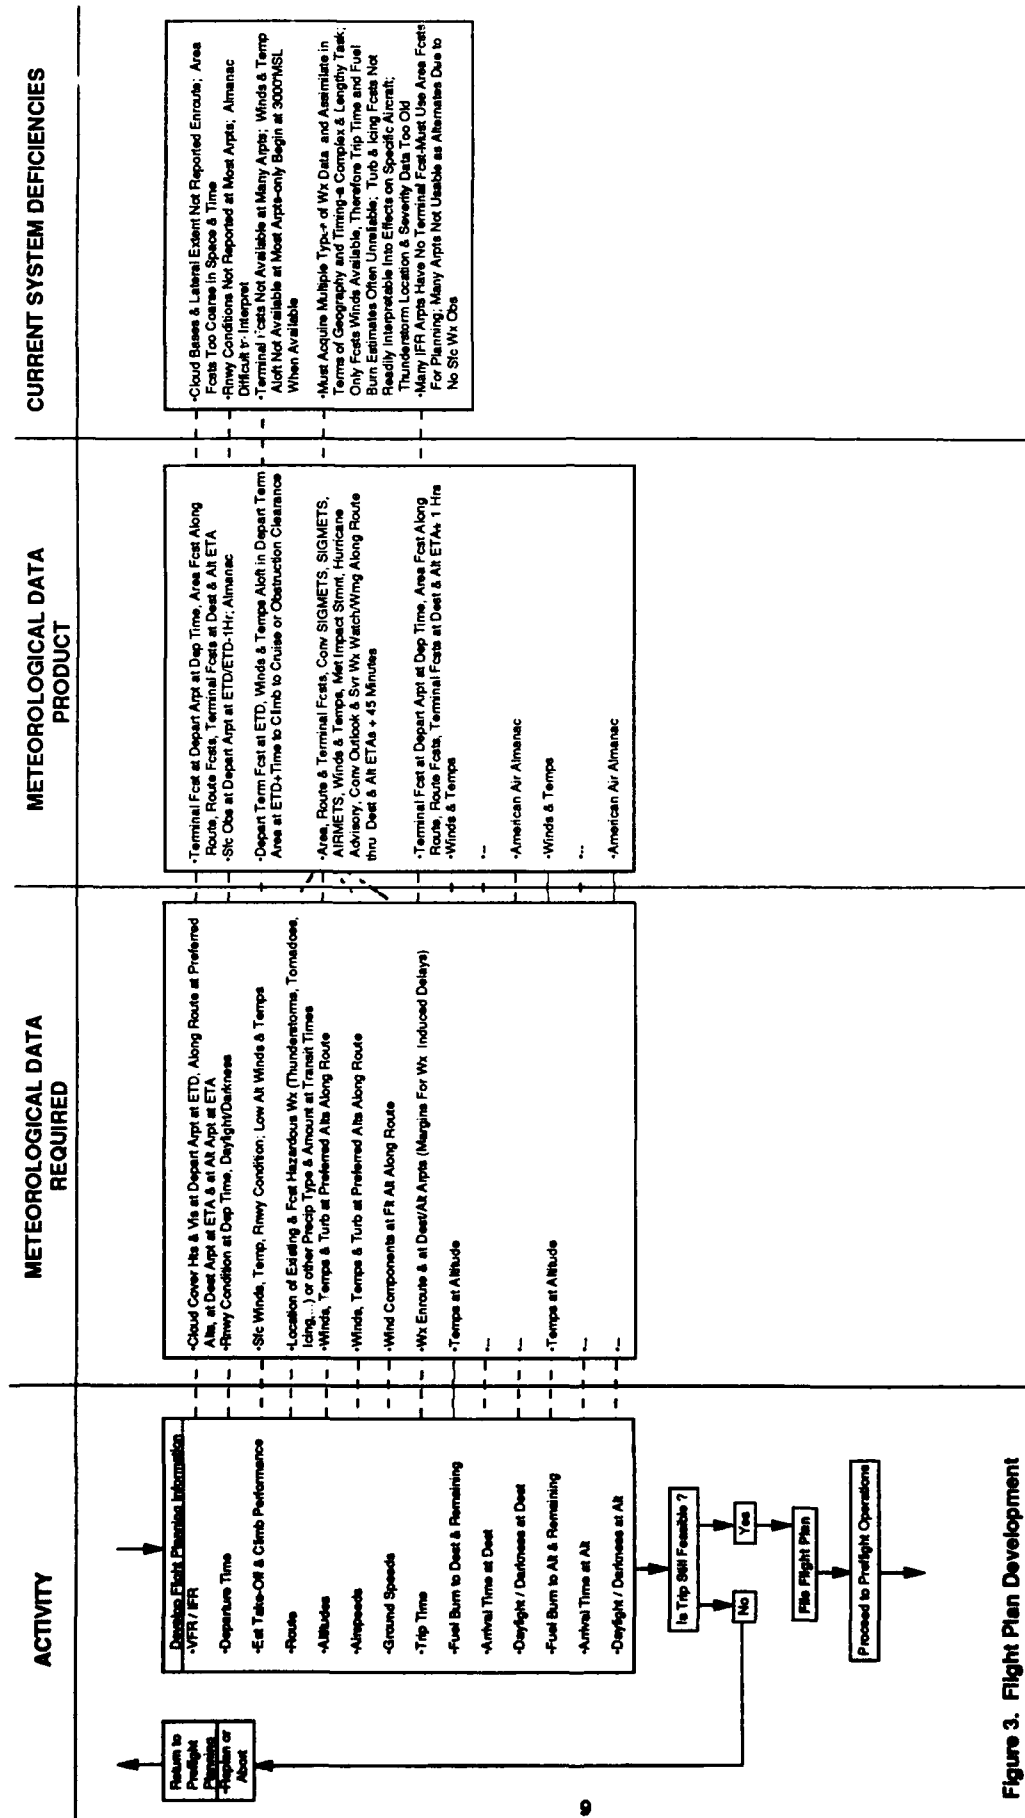 ACTIVITY
Return to
Preflight
Planning
•Replan or
Abort
Develop Flight Planning Information
•VFR / IFR
•Departure Time
•Est Take-Off & Climb Performance
•Route
•Altitudes
•Airspeeds
•Ground Speeds
•Trip Time
•Fuel Burn to Dest & Remaining
•Arrival Time at Dest
•Daylight / Darkness at Dest
•Fuel Burn to Alt & Remaining
•Arrival Time at Alt
•Daylight / Darkness at Alt
Is Trip Still Feasible ?
No
Yes
File Flight Plan
Proceed to Preflight Operations
METEOROLOGICAL DATA
REQUIRED
•Cloud Cover Hts & Vis at Depart Arpt at ETD, Along Route at Preferred
Alts, at Dest Arpt at ETA & at Alt Arpt at ETA
•Rnwy Condition at Dep Time, Daylight/Darkness
•Sfc Winds, Temp, Rnwy Condition; Low Alt Winds & Temps
•Location of Existing & Fcst Hazardous Wx (Thunderstorms, Tornadoes,
Icing,...) or other Precip Type & Amount at Transit Times
•Winds, Temps & Turb at Preferred Alts Along Route
•Winds, Temps & Turb at Preferred Alts Along Route
•Wind Components at Flt Alt Along Route
•Wx Enroute & at Dest/Alt Arpts (Margins For Wx Induced Delays)
•Temps at Altitude
•--
•--
•Temps at Altitude
•--
•--
METEOROLOGICAL DATA
PRODUCT
•Terminal Fcst at Depart Arpt at Dep Time, Area Fcst Along
Route, Route Fcsts, Terminal Fcsts at Dest & Alt ETA
•Sfc Obs at Depart Arpt at ETD/ETD-1Hr; Almanac
•Depart Term Fcst at ETD, Winds & Temps Aloft in Depart Term
Area at ETD+Time to Climb to Cruise or Obstruction Clearance
•Area, Route & Terminal Fcsts, Conv SIGMETS, SIGMETS,
AIRMETS, Winds & Temps, Met Impact Stmnt, Hurricane
Advisory, Conv Outlook & Svr Wx Watch/Wrng Along Route
thru Dest & Alt ETAs + 45 Minutes
•Terminal Fcst at Depart Arpt at Dep Time, Area Fcst Along
Route, Route Fcsts, Terminal Fcsts at Dest & Alt ETA+ 1 Hrs
•Winds & Temps
•--
•American Air Almanac
•Winds & Temps
•--
•American Air Almanac
CURRENT SYSTEM DEFICIENCIES
•Cloud Bases & Lateral Extent Not Reported Enroute; Area
Fcsts Too Coarse in Space & Time
•Rnwy Conditions Not Reported at Most Arpts; Almanac
Difficult to Interpret
•Terminal Fcsts Not Available at Many Arpts; Winds & Temp
Aloft Not Available at Most Arpts-only Begin at 3000'MSL
When Available
•Must Acquire Multiple Types of Wx Data and Assimilate in
Terms of Geography and Timing-a Complex & Lengthy Task;
Only Fcsts Winds Available, Therefore Trip Time and Fuel
Burn Estimates Often Unreliable; Turb & Icing Fcsts Not
Readily Interpretable Into Effects on Specific Aircraft;
Thunderstorm Location & Severity Data Too Old
•Many IFR Arpts Have No Terminal Fcst-Must Use Area Fcsts
For Planning; Many Arpts Not Usable as Alternates Due to
No Sfc Wx Obs
Figure 3. Flight Plan Development
9